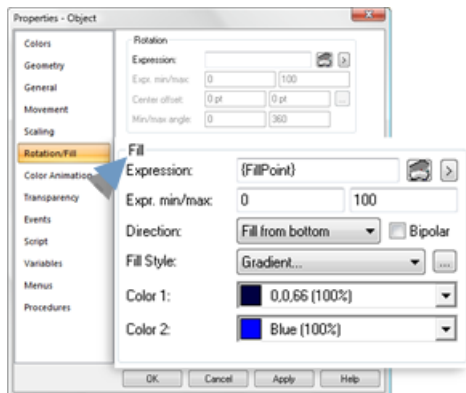 Properties - Object
Colors
Geometry
General
Movement
Scaling
Rotation/Fill
Color Animation
Transparency
Events
Script
Variables
Menus
Procedures
Rotation
Expression:
Expr. min/max: 0 100
Center offset: 0 pt 0 pt ...
Min/max angle: 0 360
Fill
Expression: {FillPoint} >
Expr. min/max: 0 100
Direction: Fill from bottom Bipolar
Fill Style: Gradient... ...
Color 1: 0,0,66 (100%)
Color 2: Blue (100%)
OK Cancel Apply Help